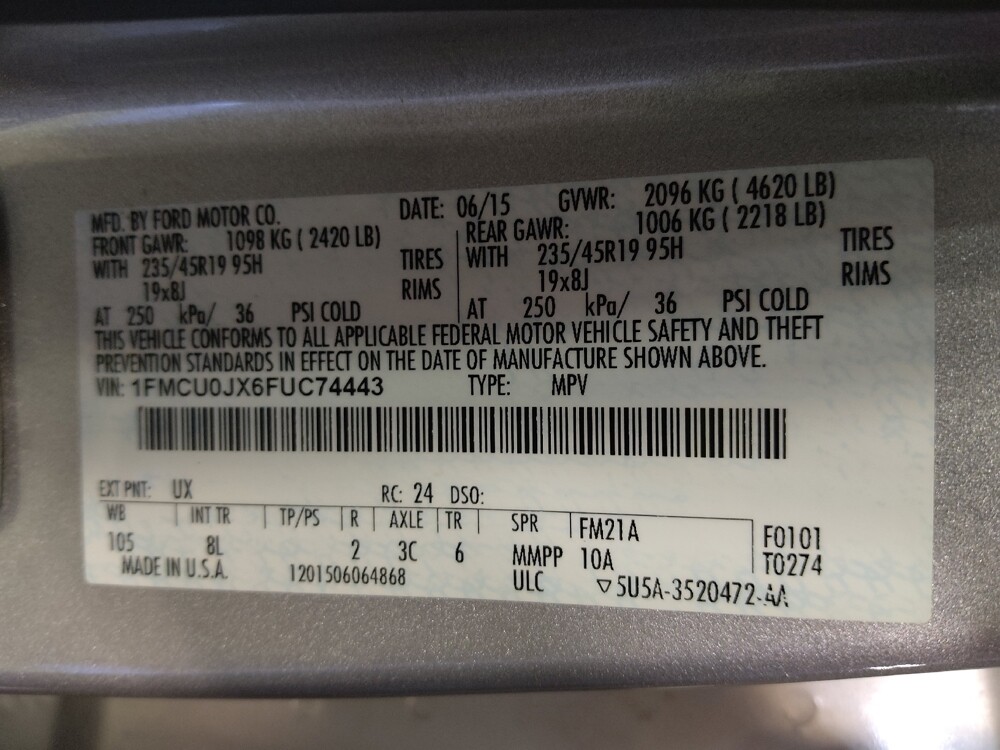 MFD. BY FORD MOTOR CO. DATE: 06/15 GVWR: 2096 KG ( 4620 LB)
FRONT GAWR: 1098 KG ( 2420 LB) REAR GAWR: 1006 KG ( 2218 LB)
WITH 235/45R19 95H TIRES WITH 235/45R19 95H TIRES
19x8J RIMS 19x8J RIMS
AT 250 kPa/ 36 PSI COLD AT 250 kPa/ 36 PSI COLD
THIS VEHICLE CONFORMS TO ALL APPLICABLE FEDERAL MOTOR VEHICLE SAFETY AND THEFT
PREVENTION STANDARDS IN EFFECT ON THE DATE OF MANUFACTURE SHOWN ABOVE.
VIN: 1FMCU0JX6FUC74443 TYPE: MPV
EXT PNT: UX RC: 24 DSO:
WB INT TR TP/PS R AXLE TR SPR FM21A F0101
105 8L 2 3C 6 MMPP 10A T0274
MADE IN U.S.A. 1201506064868 ULC ▽5U5A-3520472-AA